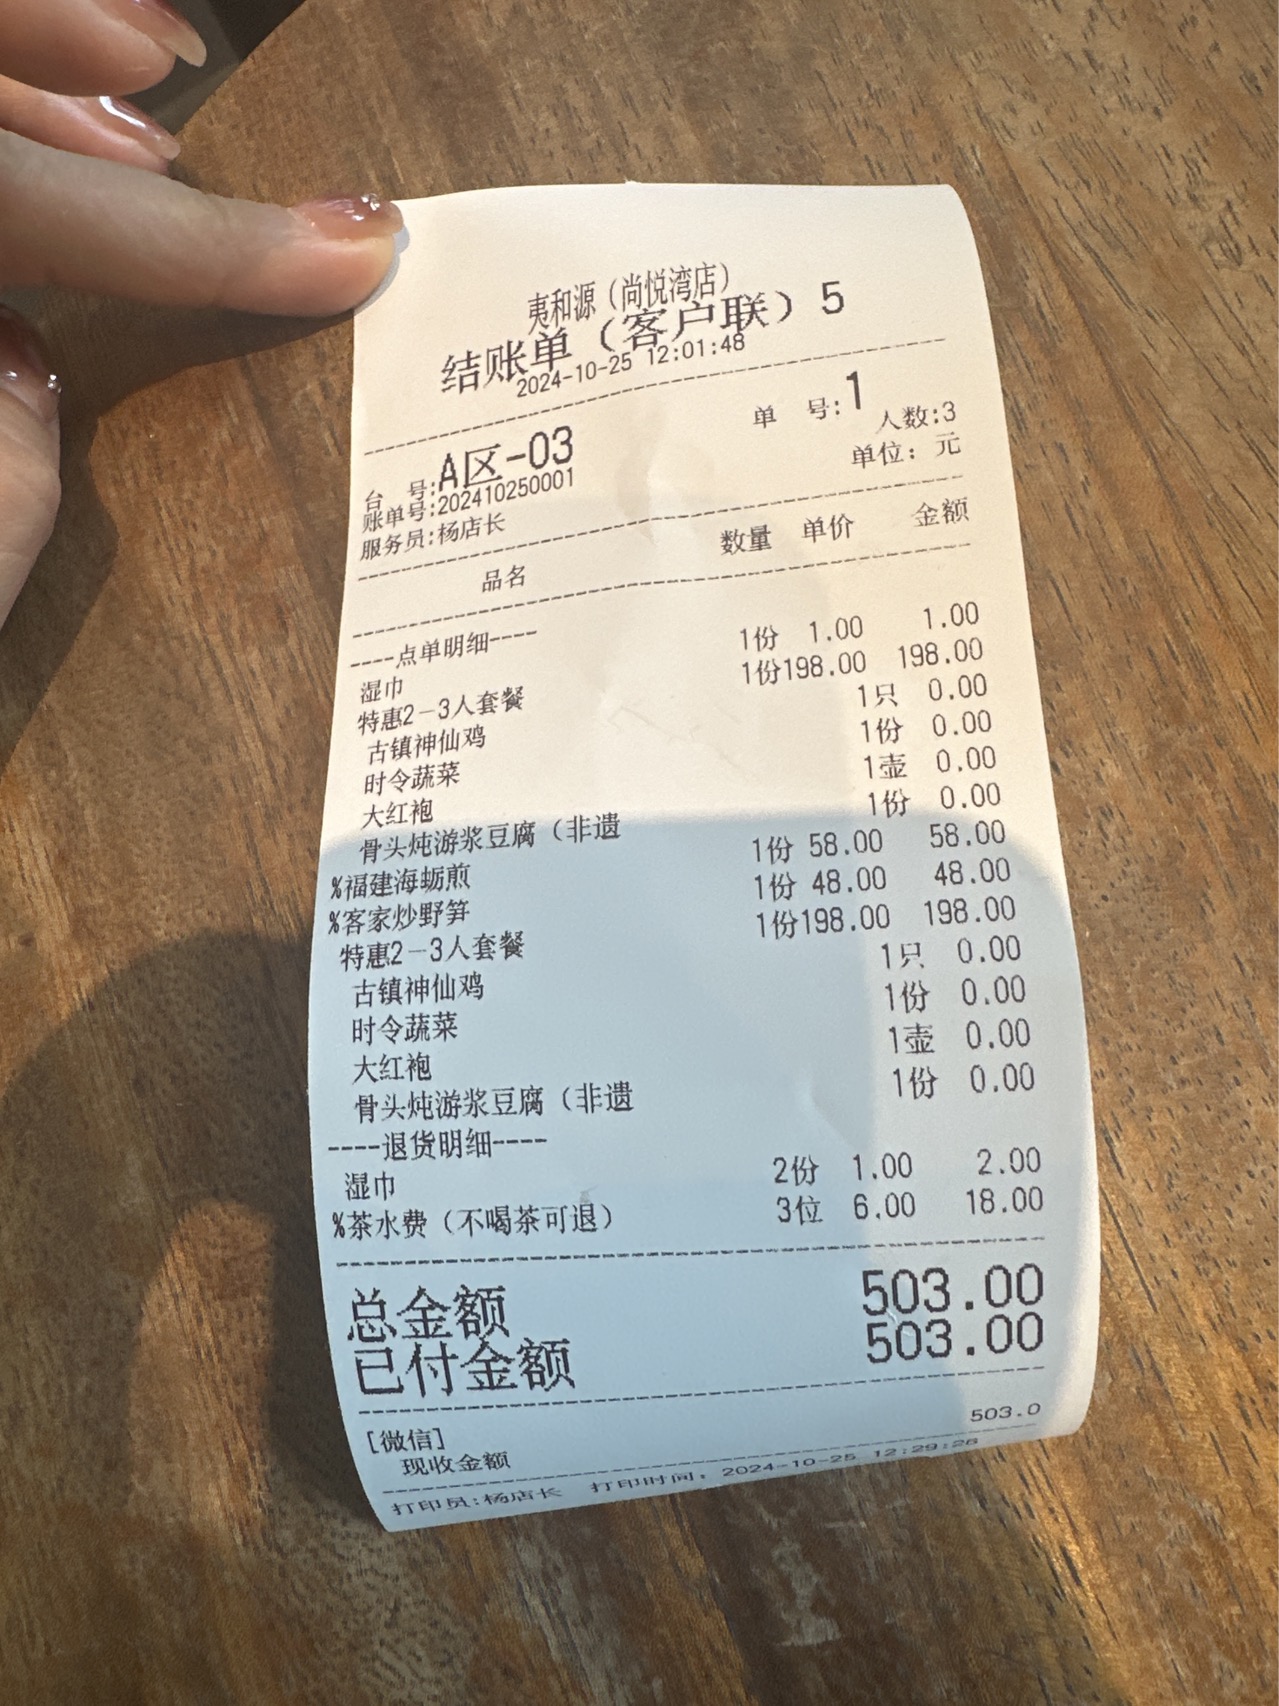 夷和源（尚悦湾店）
结账单（客户联）5
2024-10-25 12:01:48
台 号:A区-03 单 号:1
账单号:202410250001 人数:3
服务员:杨店长 单位: 元
品名 数量 单价 金额
----点单明细----
湿巾 1份 1.00 1.00
特惠2-3人套餐 1份198.00 198.00
古镇神仙鸡 1只 0.00
时令蔬菜 1份 0.00
大红袍 1壶 0.00
骨头炖游浆豆腐（非遗 1份 0.00
%福建海蛎煎 1份 58.00 58.00
%客家炒野笋 1份 48.00 48.00
特惠2-3人套餐 1份198.00 198.00
古镇神仙鸡 1只 0.00
时令蔬菜 1份 0.00
大红袍 1壶 0.00
骨头炖游浆豆腐（非遗 1份 0.00
----退货明细----
湿巾 2份 1.00 2.00
%茶水费（不喝茶可退） 3位 6.00 18.00
总金额 503.00
已付金额 503.00
[微信]
现收金额 503.0
打印员:杨店长 打印时间: 2024-10-25 12:29:26